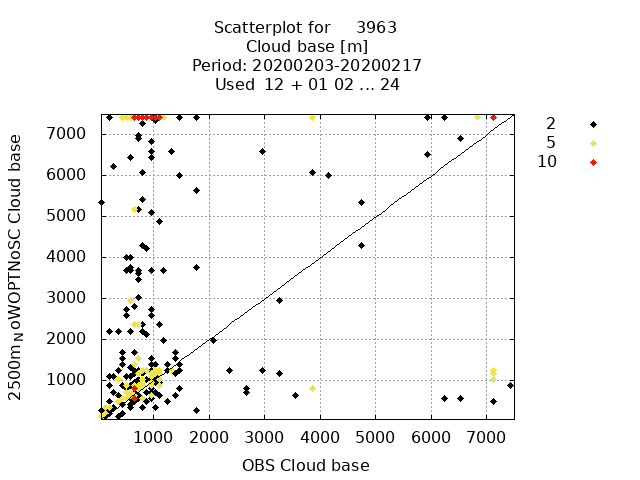 Scatterplot for 3963
Cloud base [m]
Period: 20200203-20200217
Used 12 + 01 02 ... 24
2
5
10
7000
6000
5000
4000
3000
2000
1000
2500mNoWOPTNoSC Cloud base
1000 2000 3000 4000 5000 6000 7000
OBS Cloud base